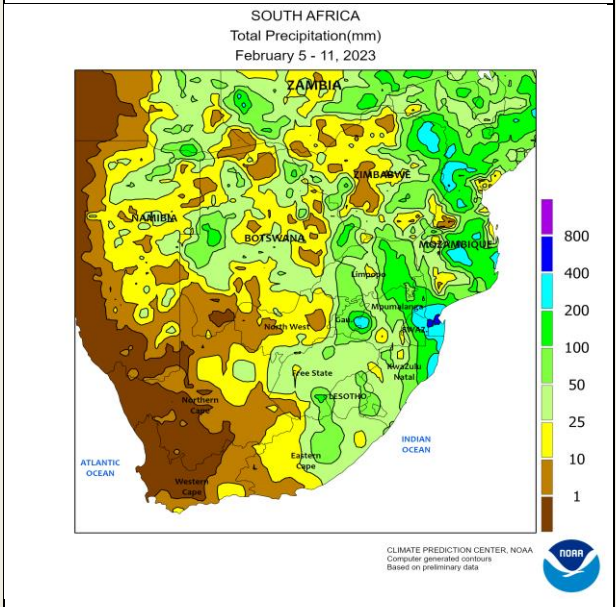 SOUTH AFRICA
Total Precipitation(mm)
February 5 - 11, 2023
ZAMBIA
ZIMBABWE
NAMIBIA
BOTSWANA
MOZAMBIQUE
Limpopo
Mpumalanga
Gau
North West
SWAZ
KwaZulu
Natal
Free State
LESOTHO
Northern
Cape
Eastern
Cape
Western
Cape
ATLANTIC
OCEAN
INDIAN
OCEAN
800
400
200
100
50
25
10
1
CLIMATE PREDICTION CENTER, NOAA
Computer generated contours
Based on preliminary data
NOAA